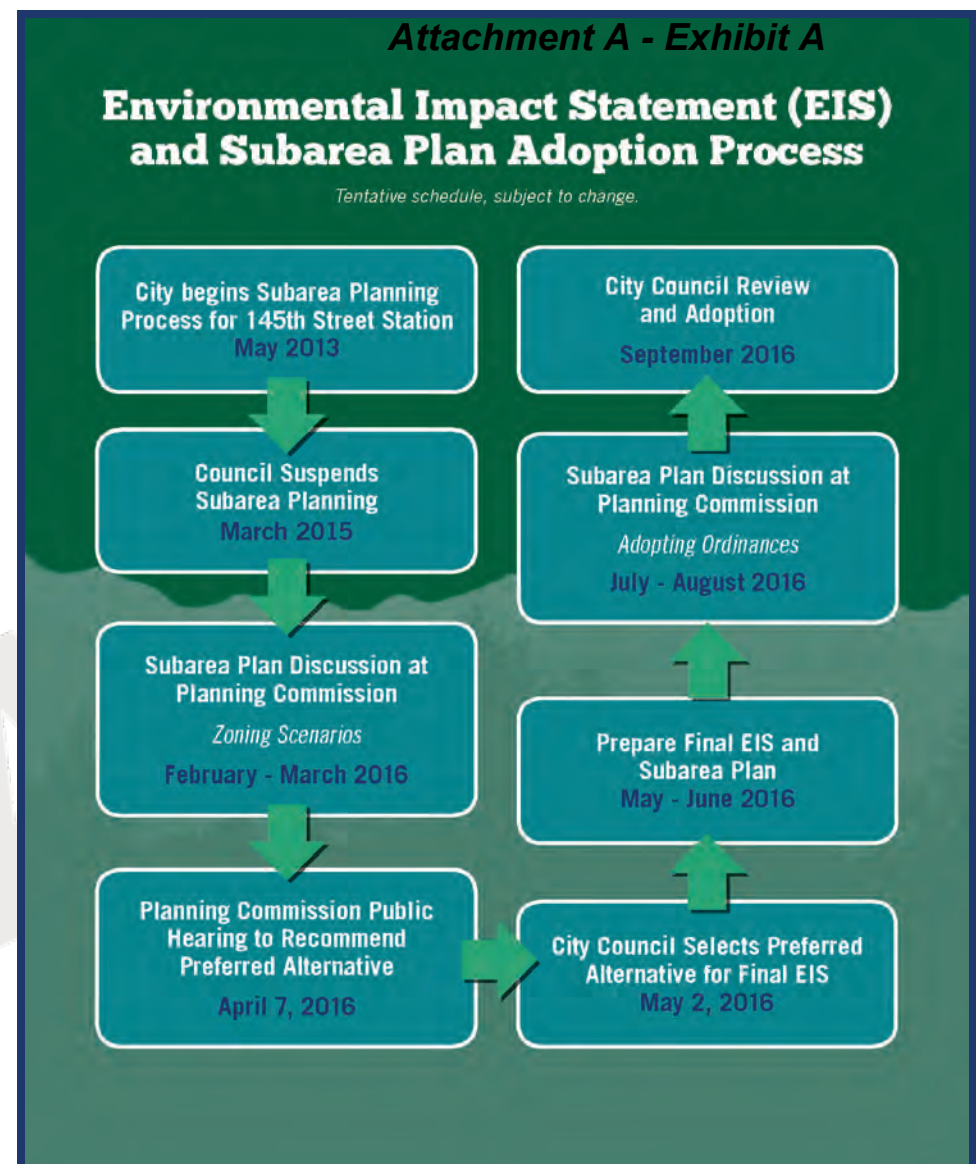 Attachment A - Exhibit A
Environmental Impact Statement (EIS)
and Subarea Plan Adoption Process
Tentative schedule, subject to change.
City begins Subarea Planning
Process for 145th Street Station
May 2013
Council Suspends
Subarea Planning
March 2015
Subarea Plan Discussion at
Planning Commission
Zoning Scenarios
February - March 2016
Planning Commission Public
Hearing to Recommend
Preferred Alternative
April 7, 2016
City Council Selects Preferred
Alternative for Final EIS
May 2, 2016
Prepare Final EIS and
Subarea Plan
May - June 2016
Subarea Plan Discussion at
Planning Commission
Adopting Ordinances
July - August 2016
City Council Review
and Adoption
September 2016